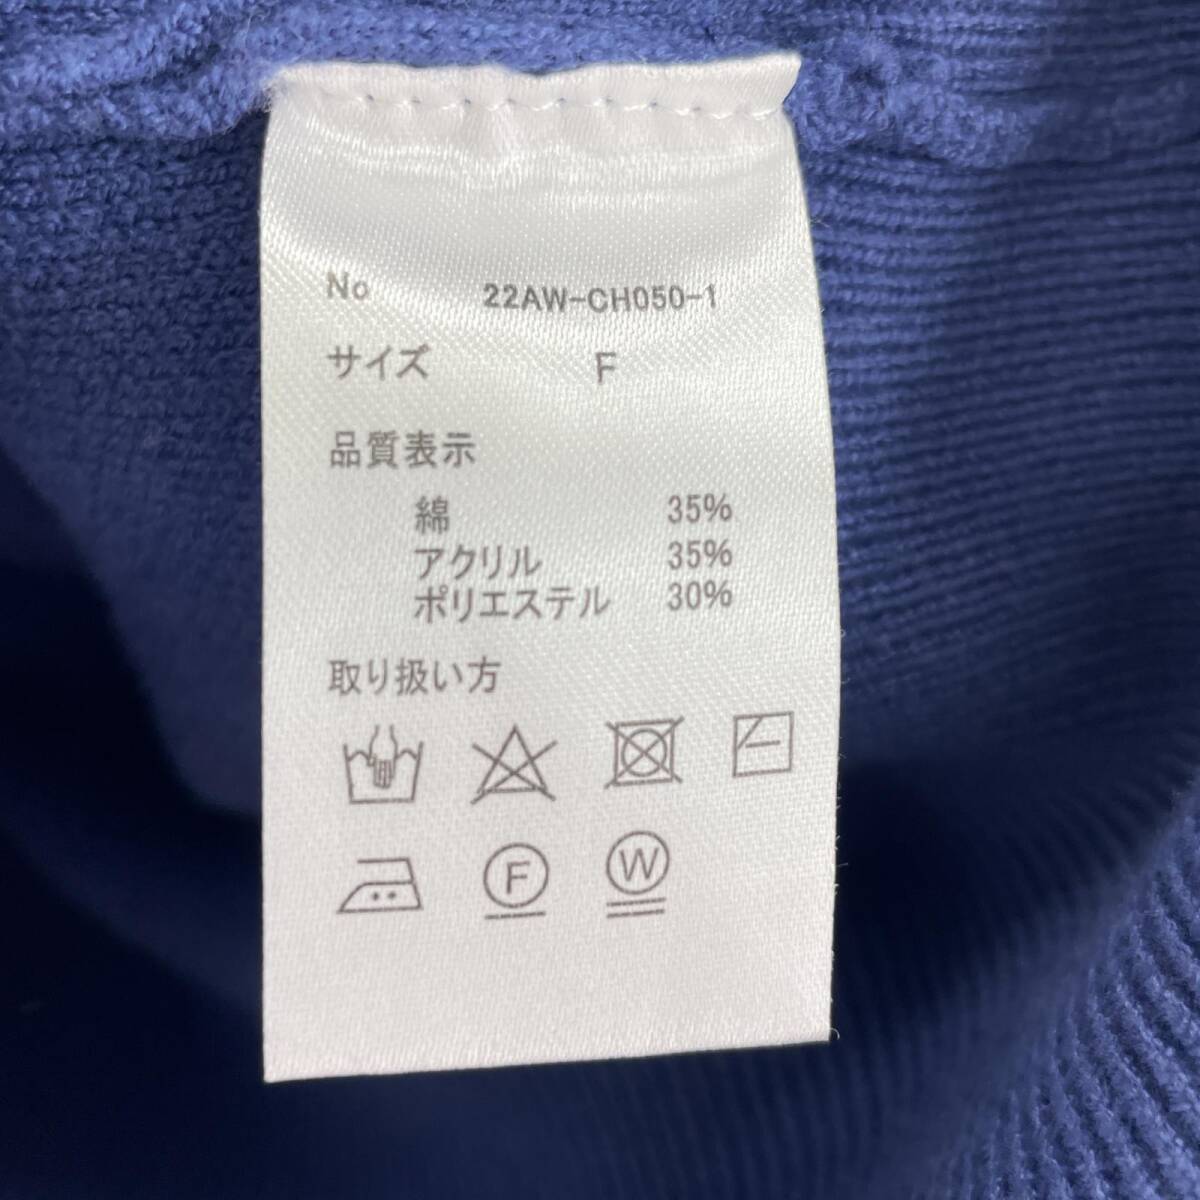 No 22AW-CH050-1
サイズ F
品質表示
綿 35%
アクリル 35%
ポリエステル 30%
取り扱い方
F W